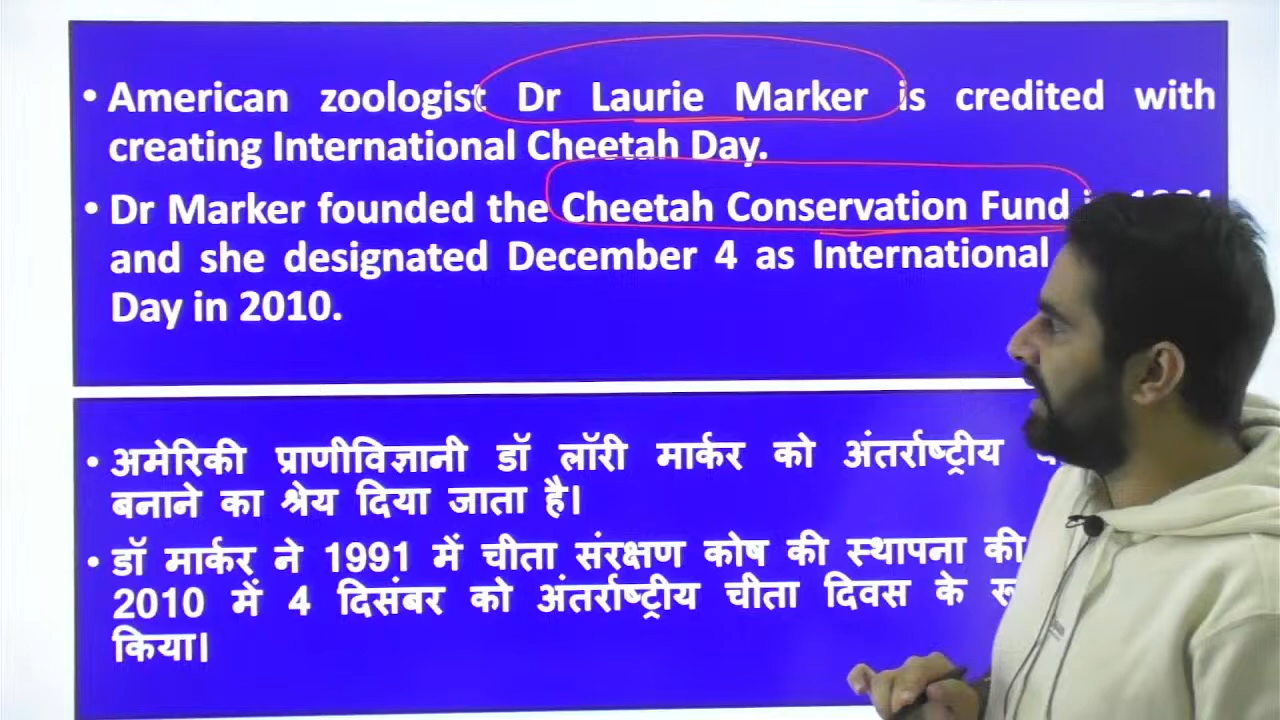 • American zoologist Dr Laurie Marker is credited with
creating International Cheetah Day.
• Dr Marker founded the Cheetah Conservation Fund in 1991
and she designated December 4 as International
Day in 2010.
• अमेरिकी प्राणीविज्ञानी डॉ लॉरी मार्कर को अंतर्राष्ट्रीय
बनाने का श्रेय दिया जाता है।
• डॉ मार्कर ने 1991 में चीता संरक्षण कोष की स्थापना की
2010 में 4 दिसंबर को अंतर्राष्ट्रीय चीता दिवस के
किया।